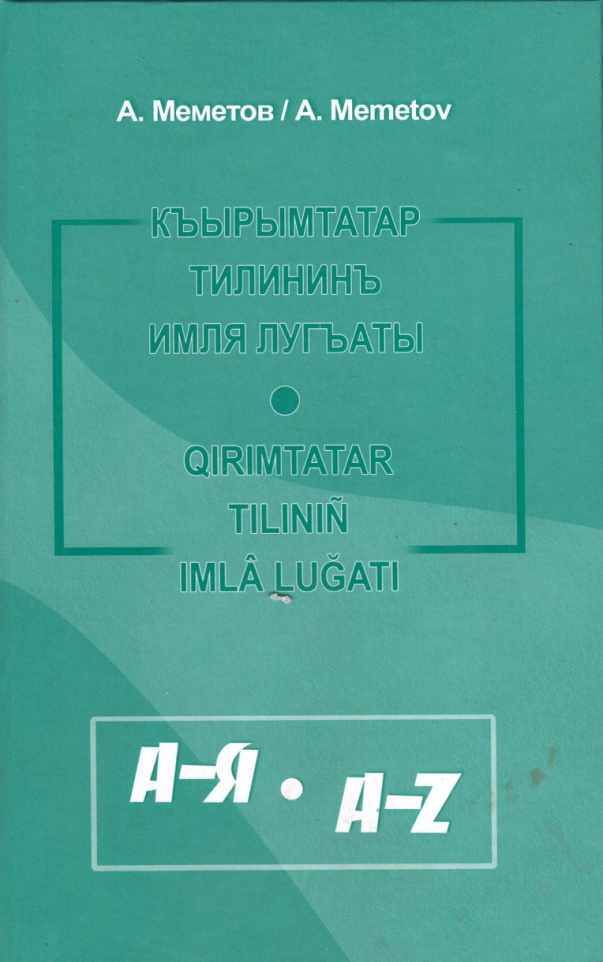 А. Меметов / A. Memetov
КЪЫРЫМТАТАР
ТИЛИНИНЪ
ИМЛЯ ЛУГЪАТЫ
QIRIMTATAR
TILINIÑ
IMLÂ LUĞATI
А–Я • A–Z